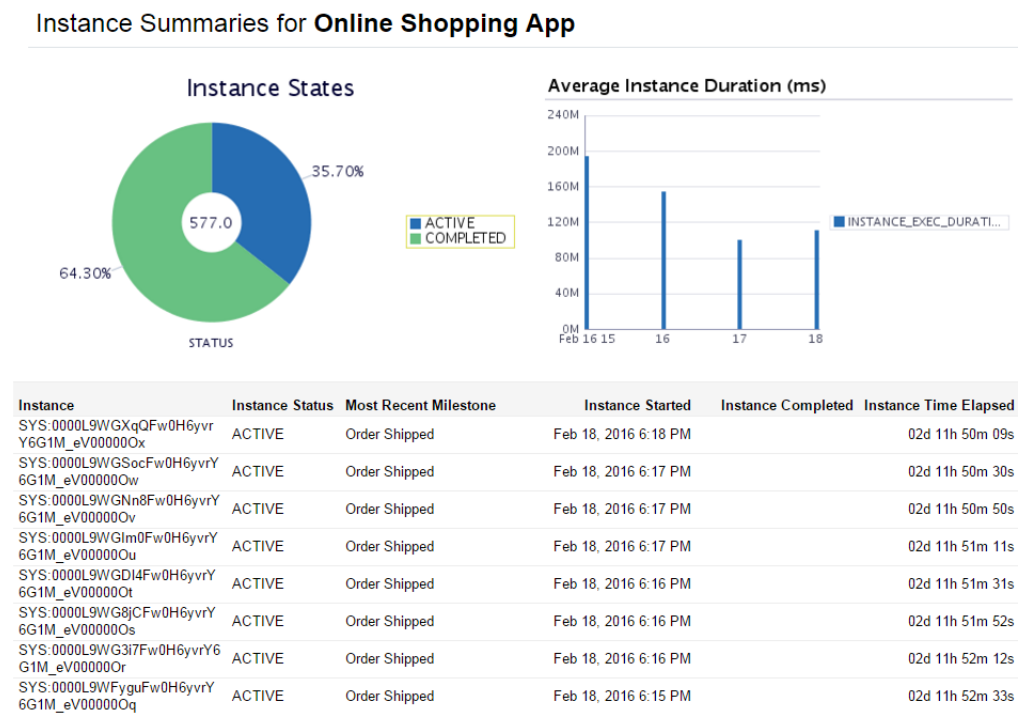 Instance Summaries for Online Shopping App
Instance States
35.70%
577.0
64.30%
STATUS
ACTIVE
COMPLETED
Average Instance Duration (ms)
240M
200M
160M
120M
80M
40M
0M
Feb 16 15 16 17 18
INSTANCE_EXEC_DURATI...
Instance Instance Status Most Recent Milestone Instance Started Instance Completed Instance Time Elapsed
SYS:0000L9WGXqQFw0H6yvr
Y6G1M_eV00000Ox ACTIVE Order Shipped Feb 18, 2016 6:18 PM 02d 11h 50m 09s
SYS:0000L9WGSocFw0H6yvrY
6G1M_eV00000Ow ACTIVE Order Shipped Feb 18, 2016 6:17 PM 02d 11h 50m 30s
SYS:0000L9WGNn8Fw0H6yvrY
6G1M_eV00000Ov ACTIVE Order Shipped Feb 18, 2016 6:17 PM 02d 11h 50m 50s
SYS:0000L9WGIm0Fw0H6yvrY
6G1M_eV00000Ou ACTIVE Order Shipped Feb 18, 2016 6:17 PM 02d 11h 51m 11s
SYS:0000L9WGDl4Fw0H6yvrY
6G1M_eV00000Ot ACTIVE Order Shipped Feb 18, 2016 6:16 PM 02d 11h 51m 31s
SYS:0000L9WG8jCFw0H6yvrY
6G1M_eV00000Os ACTIVE Order Shipped Feb 18, 2016 6:16 PM 02d 11h 51m 52s
SYS:0000L9WG3i7Fw0H6yvrY6
G1M_eV00000Or ACTIVE Order Shipped Feb 18, 2016 6:16 PM 02d 11h 52m 12s
SYS:0000L9WFyguFw0H6yvrY
6G1M_eV00000Oq ACTIVE Order Shipped Feb 18, 2016 6:15 PM 02d 11h 52m 33s